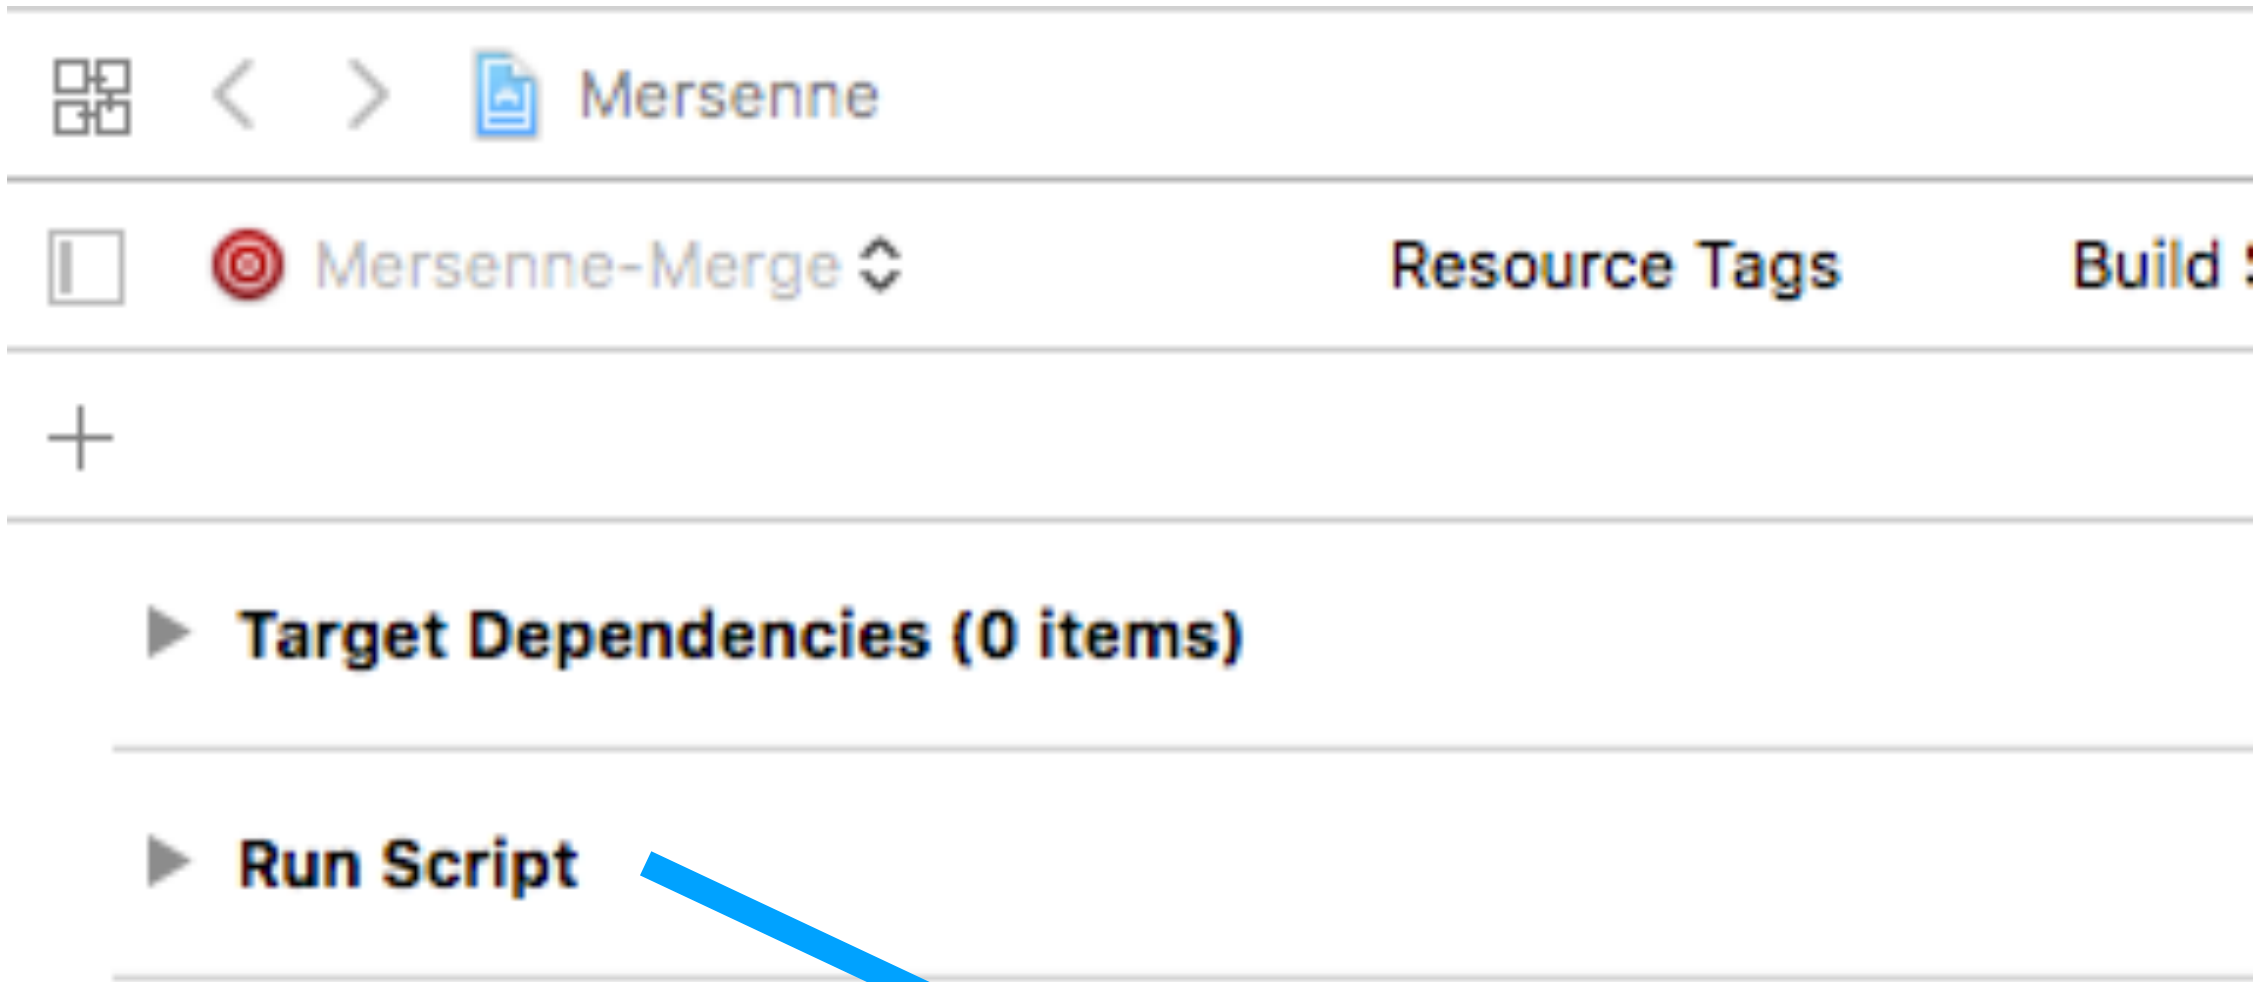 Mersenne
Mersenne-Merge Resource Tags Build
Target Dependencies (0 items)
Run Script